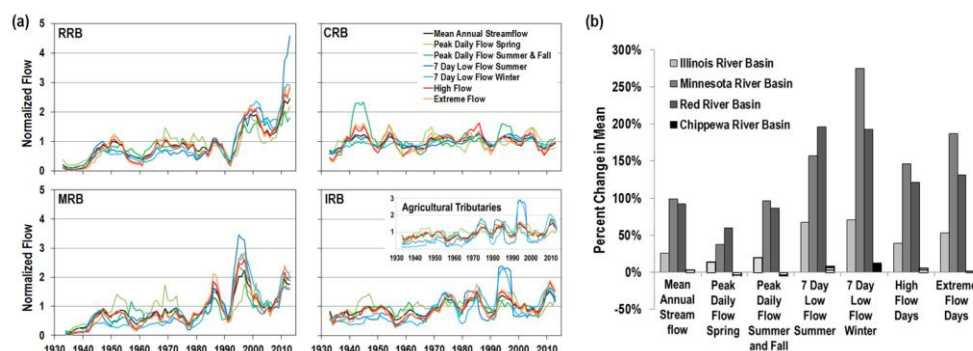 (a)
5
4
3
2
1
0
Normalized Flow
RRB
CRB
Mean Annual Streamflow
Peak Daily Flow Spring
Peak Daily Flow Summer & Fall
7 Day Low Flow Summer
7 Day Low Flow Winter
High Flow
Extreme Flow
5
4
3
2
1
0
Normalized Flow
MRB
IRB
Agricultural Tributaries
3
2
1
0
1930 1940 1950 1960 1970 1980 1990 2000 2010
1930 1940 1950 1960 1970 1980 1990 2000 2010
1930 1940 1950 1960 1970 1980 1990 2000 2010
(b)
Percent Change in Mean
300%
250%
200%
150%
100%
50%
0%
-50%
Illinois River Basin
Minnesota River Basin
Red River Basin
Chippewa River Basin
Mean
Annual
Stream
flow
Peak
Daily
Flow
Spring
Peak
Daily
Flow
Summer
and Fall
7 Day
Low
Flow
Summer
7 Day
Low
Flow
Winter
High
Flow
Days
Extreme
Flow
Days